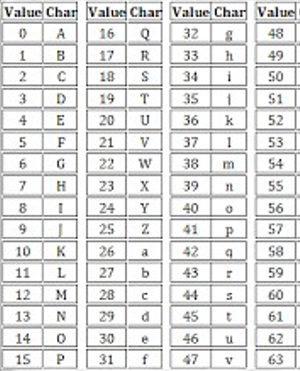 Value Char Value Char Value Char Value
0 A 16 Q 32 g 48
1 B 17 R 33 h 49
2 C 18 S 34 i 50
3 D 19 T 35 j 51
4 E 20 U 36 k 52
5 F 21 V 37 l 53
6 G 22 W 38 m 54
7 H 23 X 39 n 55
8 I 24 Y 40 o 56
9 J 25 Z 41 p 57
10 K 26 a 42 q 58
11 L 27 b 43 r 59
12 M 28 c 44 s 60
13 N 29 d 45 t 61
14 O 30 e 46 u 62
15 P 31 f 47 v 63